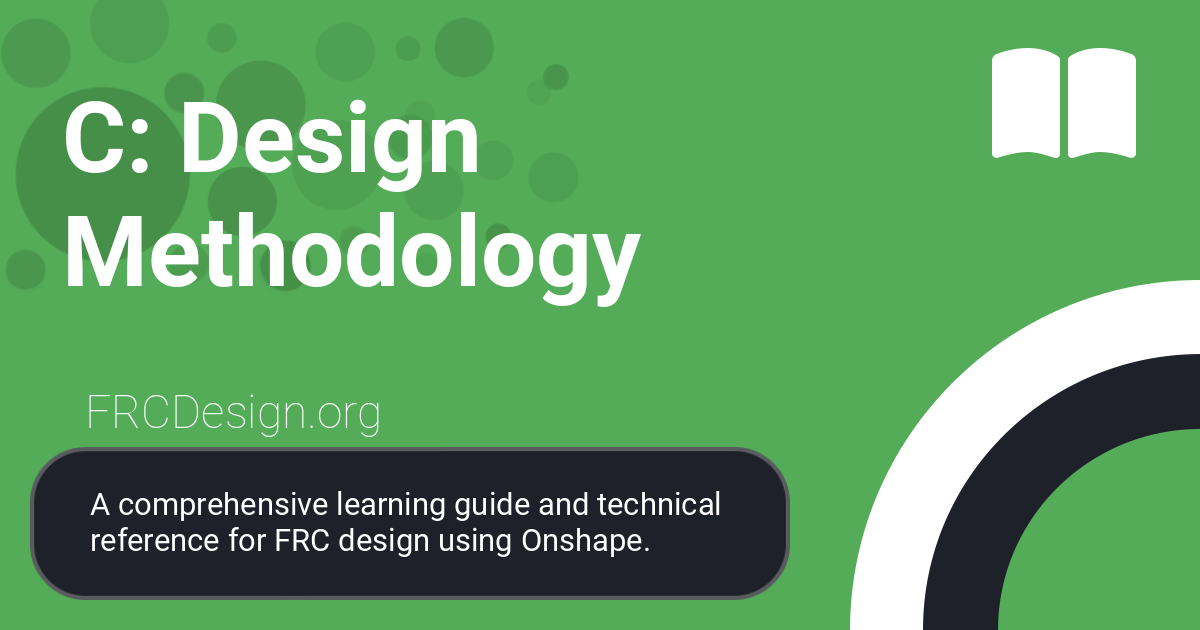 C: Design
Methodology
FRCDesign.org
A comprehensive learning guide and technical
reference for FRC design using Onshape.